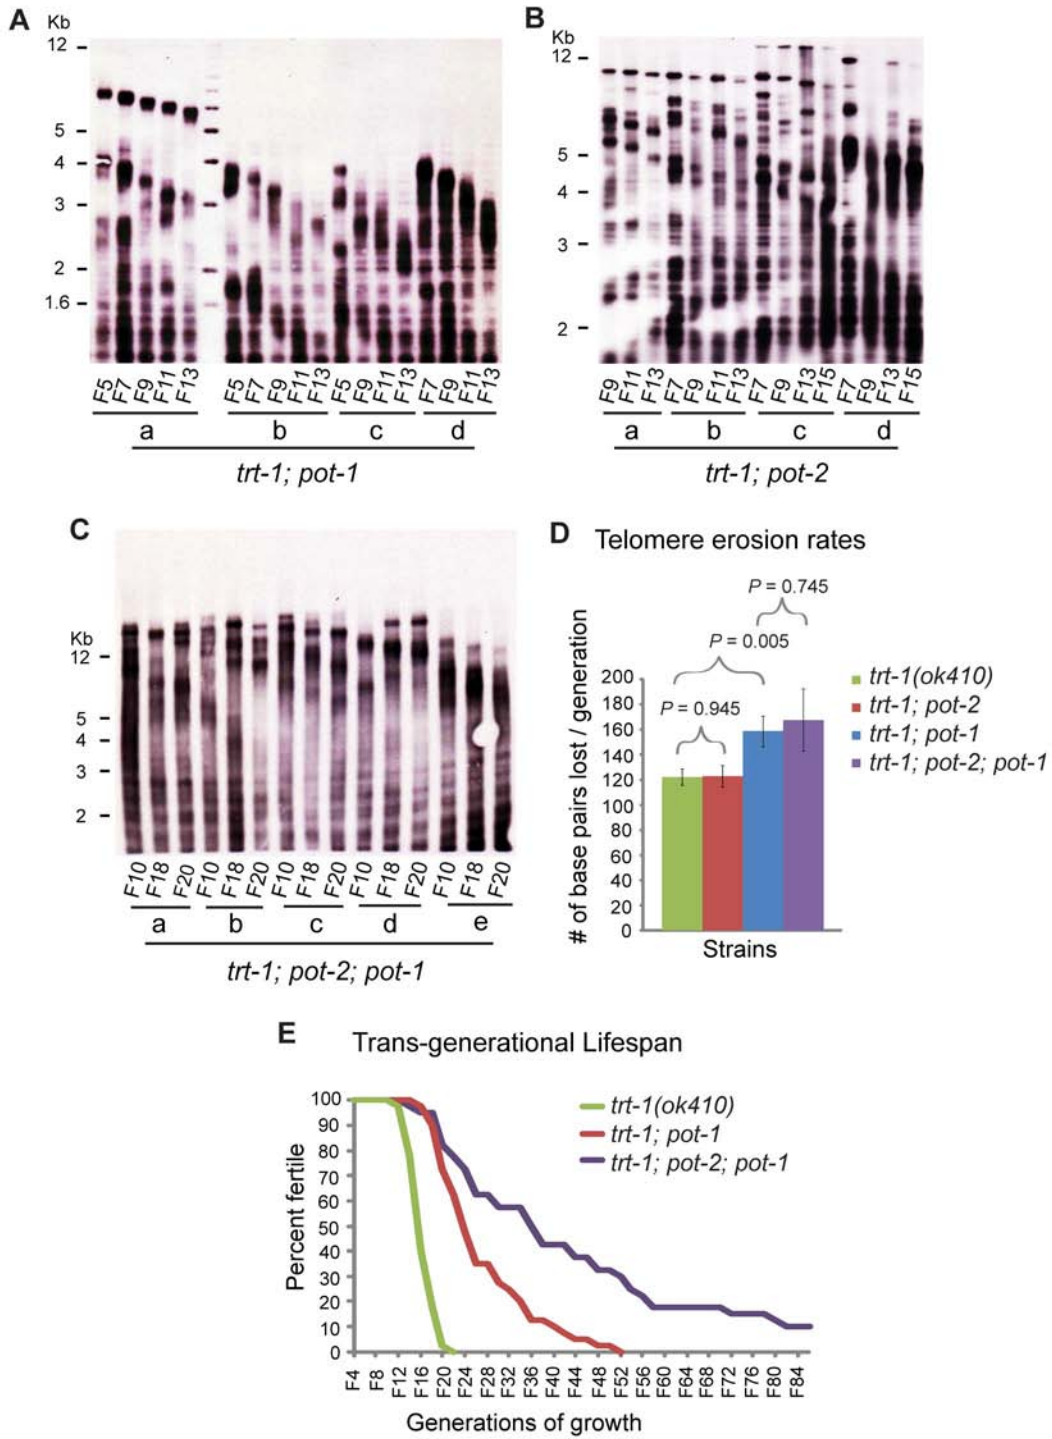 A
Kb
12
5
4
3
2
1.6
F5 F7 F9 F11 F13 F5 F7 F9 F11 F13 F5 F9 F11 F13 F7 F9 F11 F13
a b c d
trt-1; pot-1
B
Kb
12
5
4
3
2
F9 F11 F13 F7 F9 F11 F13 F7 F9 F13 F15 F7 F9 F13 F15
a b c d
trt-1; pot-2
C
Kb
12
5
4
3
2
F10 F18 F20 F10 F18 F20 F10 F18 F20 F10 F18 F20 F10 F18 F20
a b c d e
trt-1; pot-2; pot-1
D Telomere erosion rates
P = 0.745
P = 0.005
P = 0.945
# of base pairs lost / generation
200
180
160
140
120
100
80
60
40
20
0
Strains
trt-1(ok410)
trt-1; pot-2
trt-1; pot-1
trt-1; pot-2; pot-1
E Trans-generational Lifespan
Percent fertile
100
90
80
70
60
50
40
30
20
10
0
trt-1(ok410)
trt-1; pot-1
trt-1; pot-2; pot-1
F4 F8 F12 F16 F20 F24 F28 F32 F36 F40 F44 F48 F52 F56 F60 F64 F68 F72 F76 F80 F84
Generations of growth